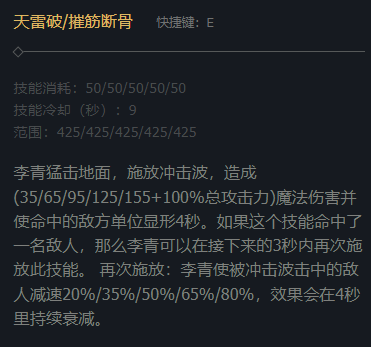 天雷破/摧筋断骨 快捷键：E
技能消耗：50/50/50/50/50
技能冷却（秒）：9
范围：425/425/425/425/425
李青猛击地面，施放冲击波，造成
(35/65/95/125/155+100%总攻击力)魔法伤害并
使命中的敌方单位显形4秒。如果这个技能命中了
一名敌人，那么李青可以在接下来的3秒内再次施
放此技能。 再次施放：李青使被冲击波击中的敌
人减速20%/35%/50%/65%/80%，效果会在4秒
里持续衰减。